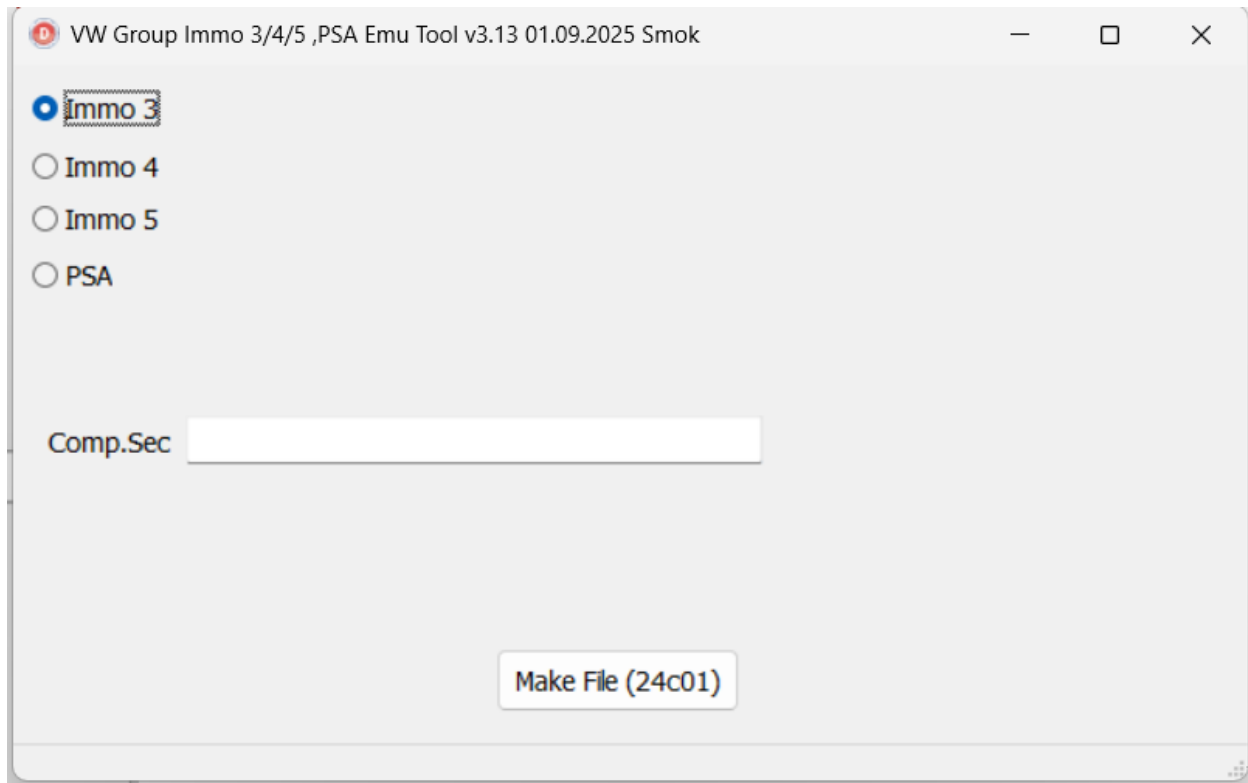 VW Group Immo 3/4/5 ,PSA Emu Tool v3.13 01.09.2025 Smok
Immo 3
Immo 4
Immo 5
PSA
Comp.Sec
Make File (24c01)